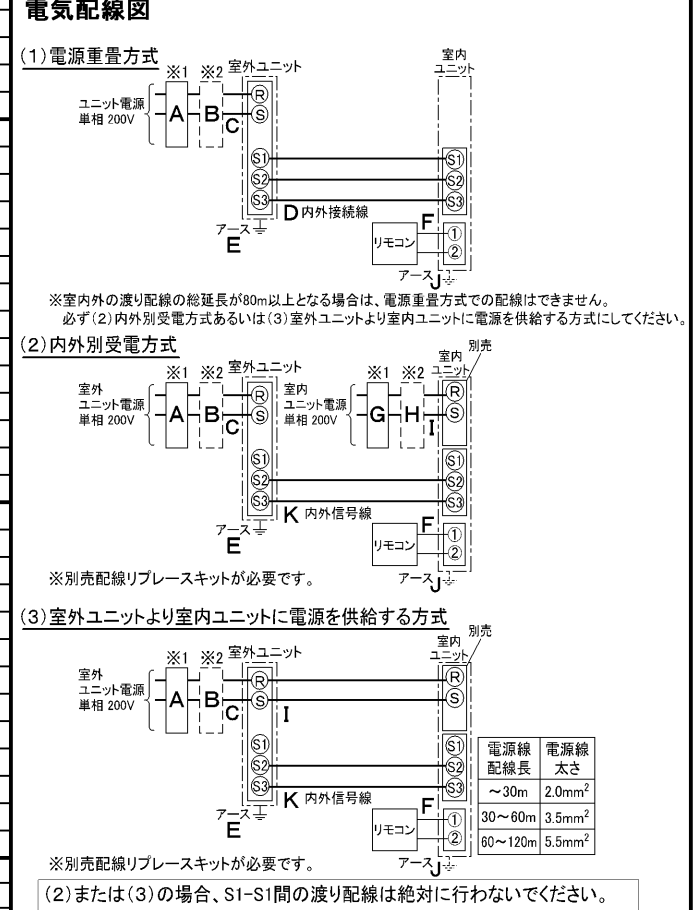 電気配線図
(1)電源重畳方式
※1 ※2 室外ユニット
室内
ユニット
ユニット電源
単相 200V
A B C
R
S
S1 S1
S2 S2
S3 S3
D 内外接続線
アース
E
リモコン
F
①
②
アース J
※室内外の渡り配線の総延長が80m以上となる場合は、電源重畳方式での配線はできません。
必ず(2)内外別受電方式あるいは(3)室外ユニットより室内ユニットに電源を供給する方式にしてください。
(2)内外別受電方式
※1 ※2 室外ユニット
※1 ※2
室内
ユニット
別売
室外
ユニット電源
単相 200V
A B C
R
S
室内
ユニット電源
単相 200V
G H I
R
S
S1 S1
S2 S2
S3 S3
K 内外信号線
アース
E
リモコン
F
①
②
アース J
※別売配線リプレースキットが必要です。
(3)室外ユニットより室内ユニットに電源を供給する方式
※1 ※2 室外ユニット
室内
ユニット
別売
室外
ユニット電源
単相 200V
A B C
R R
S S
I
S1 S1
S2 S2
S3 S3
K 内外信号線
アース
E
リモコン
F
①
②
アース J
電源線 電源線
配線長 太さ
～30m 2.0mm²
30～60m 3.5mm²
60～120m 5.5mm²
※別売配線リプレースキットが必要です。
(2)または(3)の場合、S1-S1間の渡り配線は絶対に行わないでください。